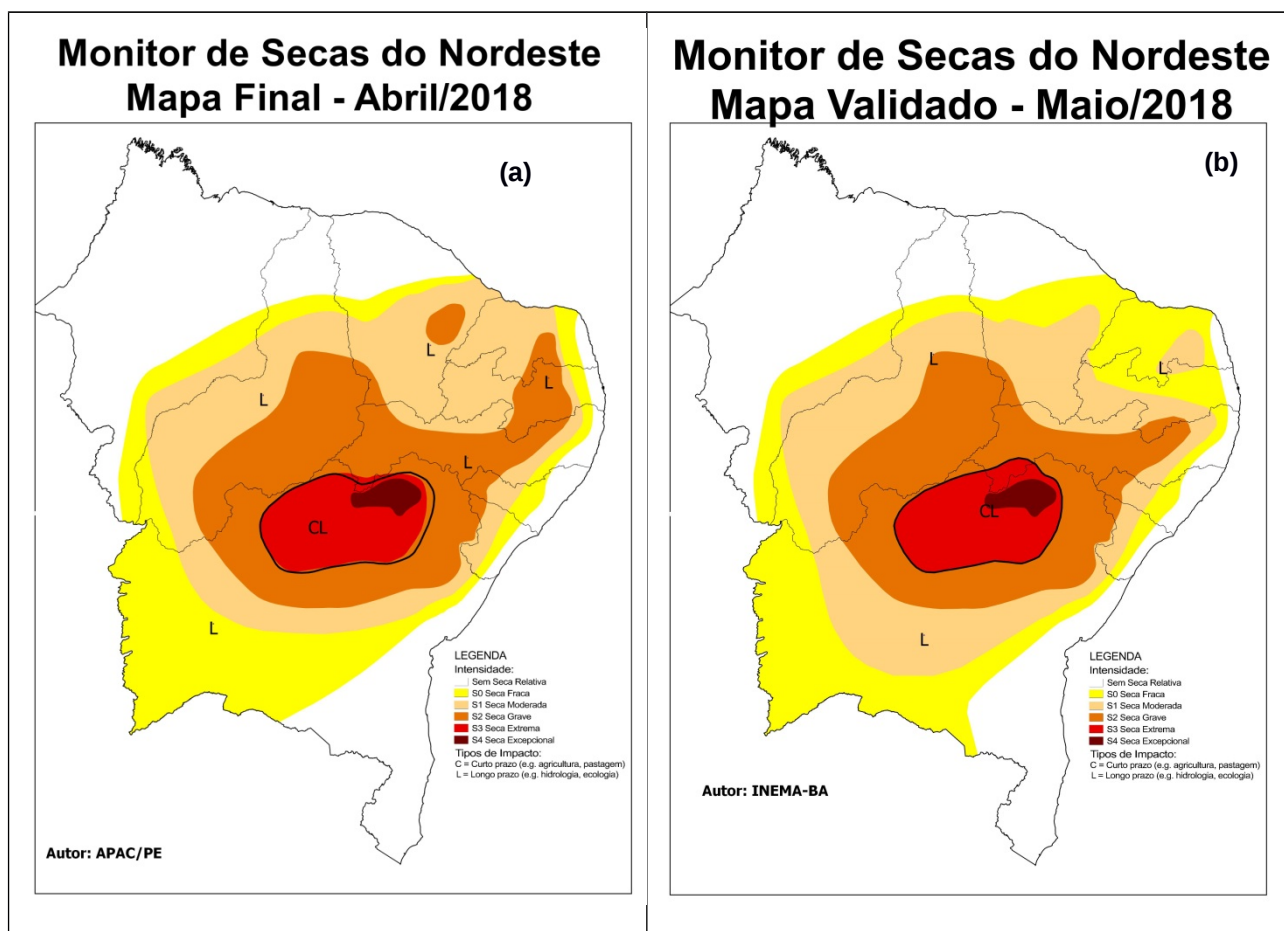 Monitor de Secas do Nordeste
Mapa Final - Abril/2018
(a)
L
L
L
L
CL
L
LEGENDA
Intensidade:
Sem Seca Relativa
S0 Seca Fraca
S1 Seca Moderada
S2 Seca Grave
S3 Seca Extrema
S4 Seca Excepcional
Tipos de Impacto:
C = Curto prazo (e.g. agricultura, pastagem)
L = Longo prazo (e.g. hidrologia, ecologia)
Autor: APAC/PE
Monitor de Secas do Nordeste
Mapa Validado - Maio/2018
(b)
L
L
CL
L
LEGENDA
Intensidade:
Sem Seca Relativa
S0 Seca Fraca
S1 Seca Moderada
S2 Seca Grave
S3 Seca Extrema
S4 Seca Excepcional
Tipos de Impacto:
C = Curto prazo (e.g. agricultura, pastagem)
L = Longo prazo (e.g. hidrologia, ecologia)
Autor: INEMA-BA